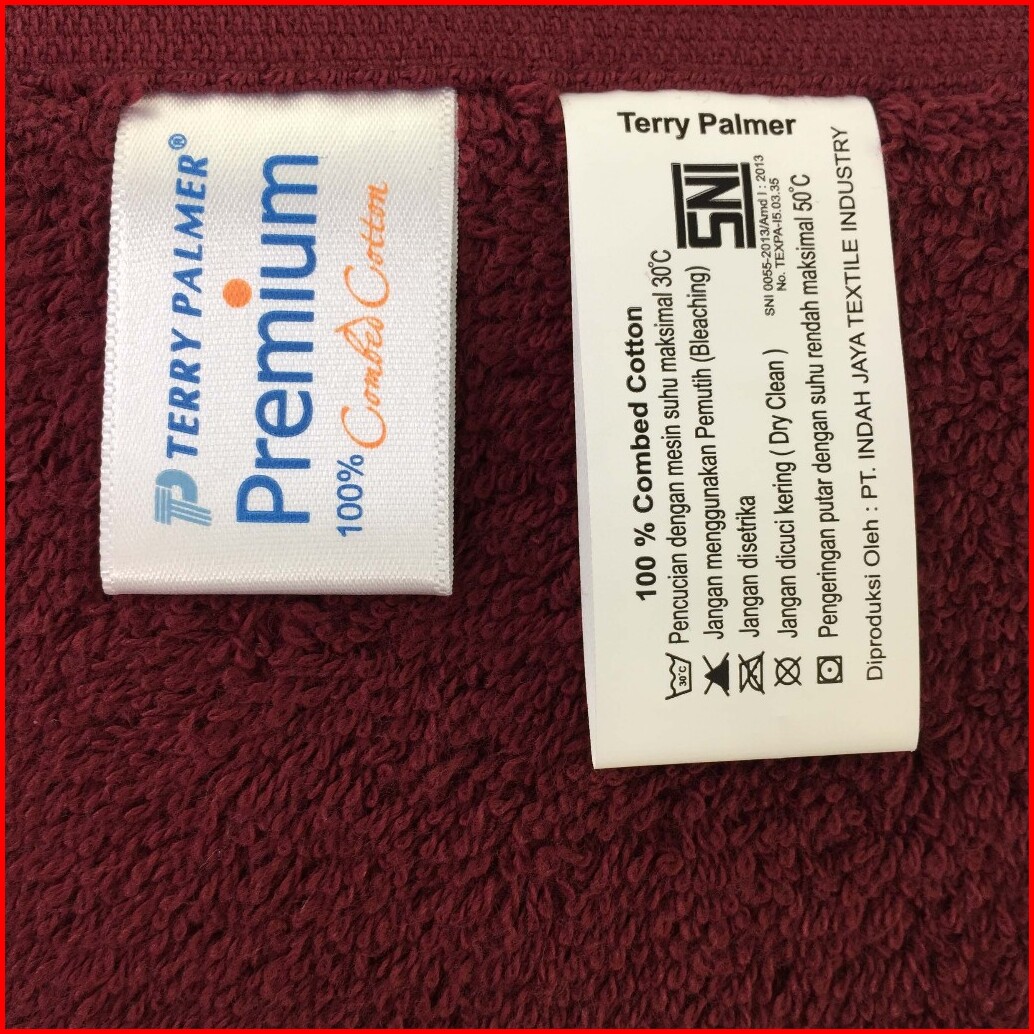 TERRY PALMER®
Premium
100% Combed Cotton
Terry Palmer
SNI
SNI 0055-2013/Amd I : 2013
No. TEXPA-I5.03.35
100 % Combed Cotton
30°C Pencucian dengan mesin suhu maksimal 30°C
Jangan menggunakan Pemutih (Bleaching)
Jangan disetrika
Jangan dicuci kering ( Dry Clean )
Pengeringan putar dengan suhu rendah maksimal 50°C
Diproduksi Oleh : PT. INDAH JAYA TEXTILE INDUSTRY